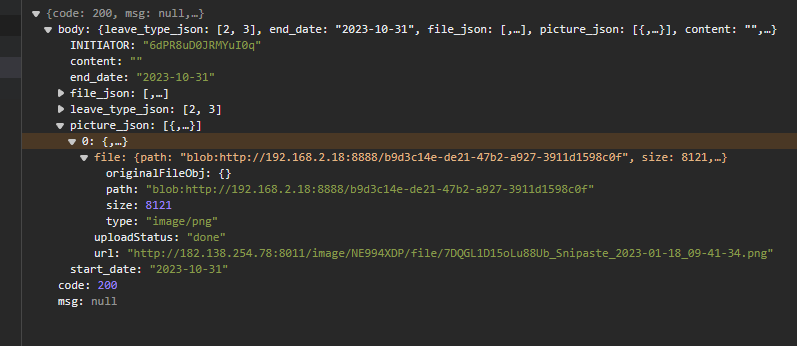 {code: 200, msg: null,…}
body: {leave_type_json: [2, 3], end_date: "2023-10-31", file_json: [,…], picture_json: [{,…}], content: "",…}
INITIATOR: "6dPR8uD0JRMYuI0q"
content: ""
end_date: "2023-10-31"
file_json: [,…]
leave_type_json: [2, 3]
picture_json: [{,…}]
0: {,…}
file: {path: "blob:http://192.168.2.18:8888/b9d3c14e-de21-47b2-a927-3911d1598c0f", size: 8121,…}
originalFileObj: {}
path: "blob:http://192.168.2.18:8888/b9d3c14e-de21-47b2-a927-3911d1598c0f"
size: 8121
type: "image/png"
uploadStatus: "done"
url: "http://182.138.254.78:8011/image/NE994XDP/file/7DQGL1D15oLu88Ub_Snipaste_2023-01-18_09-41-34.png"
start_date: "2023-10-31"
code: 200
msg: null